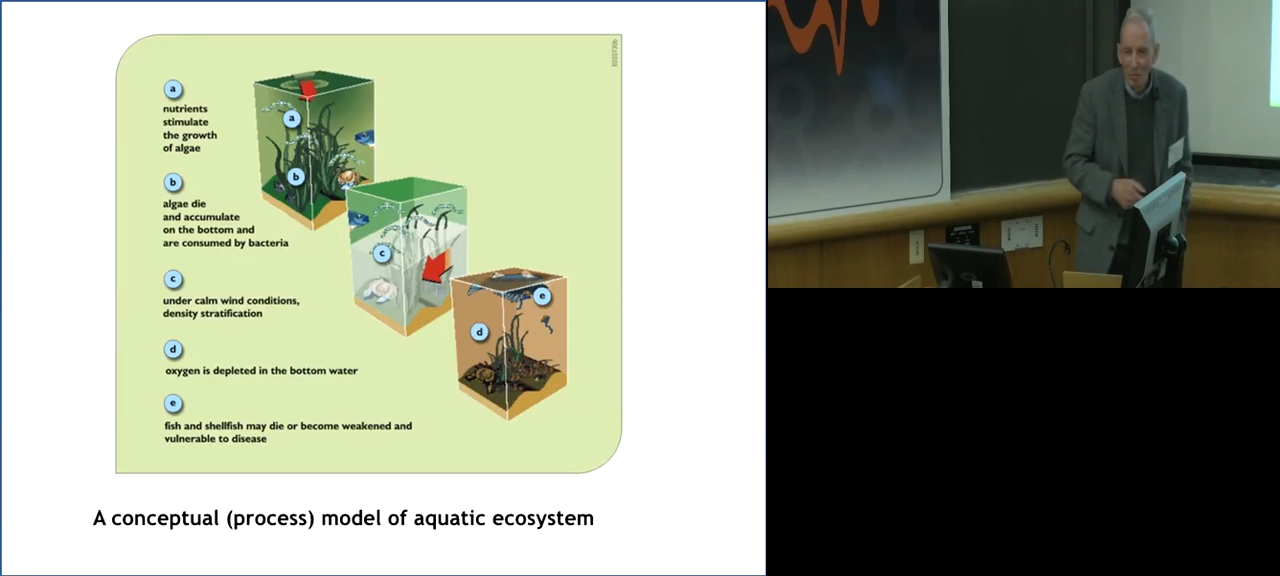 E020730b
a
nutrients
stimulate
the growth
of algae
b
algae die
and accumulate
on the bottom and
are consumed by bacteria
c
under calm wind conditions,
density stratification
d
oxygen is depleted in the bottom water
e
fish and shellfish may die or become weakened and
vulnerable to disease
a
b
c
d
e
A conceptual (process) model of aquatic ecosystem